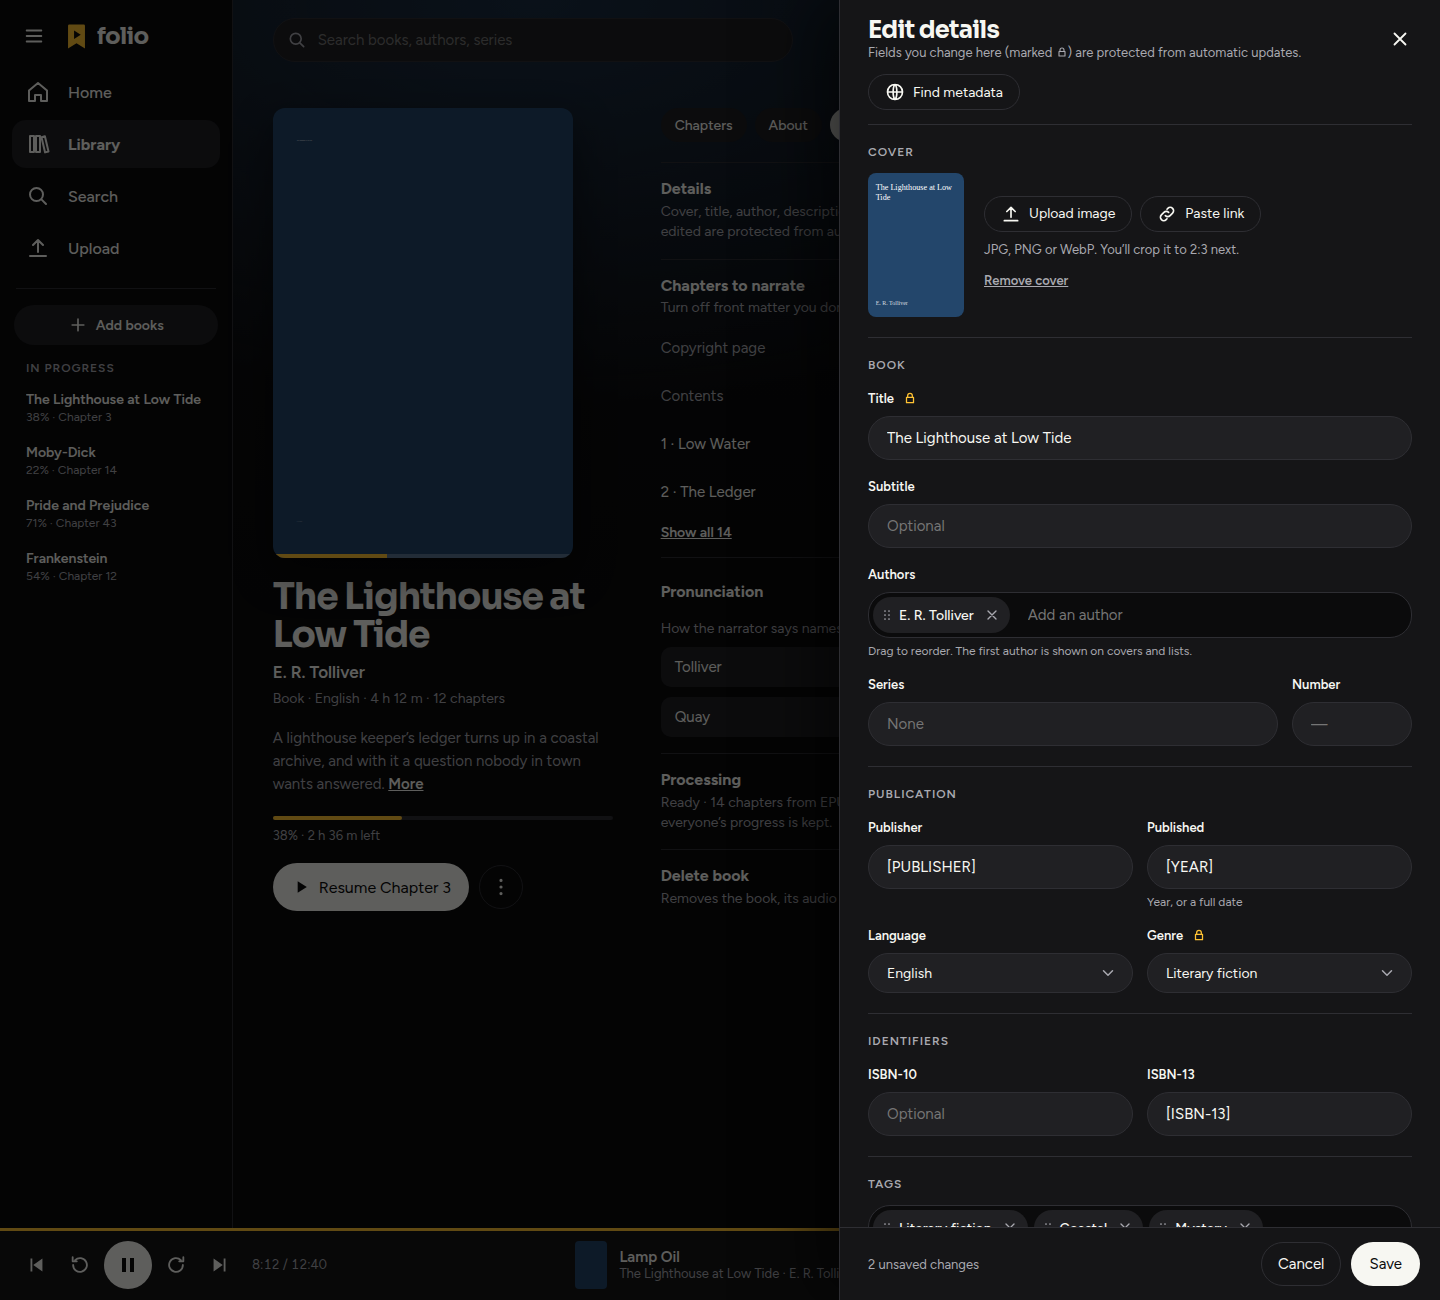 folio
Home
Library
Search
Upload
Add books
IN PROGRESS
The Lighthouse at Low Tide
38% · Chapter 3
Moby-Dick
22% · Chapter 14
Pride and Prejudice
71% · Chapter 43
Frankenstein
54% · Chapter 12
Search books, authors, series
The Lighthouse at
Low Tide
E. R. Tolliver
Book · English · 4 h 12 m · 12 chapters
A lighthouse keeper’s ledger turns up in a coastal
archive, and with it a question nobody in town
wants answered. More
38% · 2 h 36 m left
Resume Chapter 3
Chapters
About
Details
Cover, title, author,
edited are protected from
Chapters to narrate
Turn off front matter you
Copyright page
Contents
1 · Low Water
2 · The Ledger
Show all 14
Pronunciation
How the narrator says names
Tolliver
Quay
Processing
Ready · 14 chapters from
everyone’s progress is kept.
Delete book
Removes the book, its audio
8:12 / 12:40
Lamp Oil
The Lighthouse at Low Tide · E. R.
Edit details
Fields you change here (marked ) are protected from automatic updates.
Find metadata
COVER
The Lighthouse at Low
Tide
E. R. Tolliver
Upload image
Paste link
JPG, PNG or WebP. You’ll crop it to 2:3 next.
Remove cover
BOOK
Title
The Lighthouse at Low Tide
Subtitle
Optional
Authors
E. R. Tolliver
Add an author
Drag to reorder. The first author is shown on covers and lists.
Series
Number
None
—
PUBLICATION
Publisher
Published
[PUBLISHER]
[YEAR]
Year, or a full date
Language
Genre
English
Literary fiction
IDENTIFIERS
ISBN-10
ISBN-13
Optional
[ISBN-13]
TAGS
Literary fiction
Coastal
Mystery
2 unsaved changes
Cancel
Save